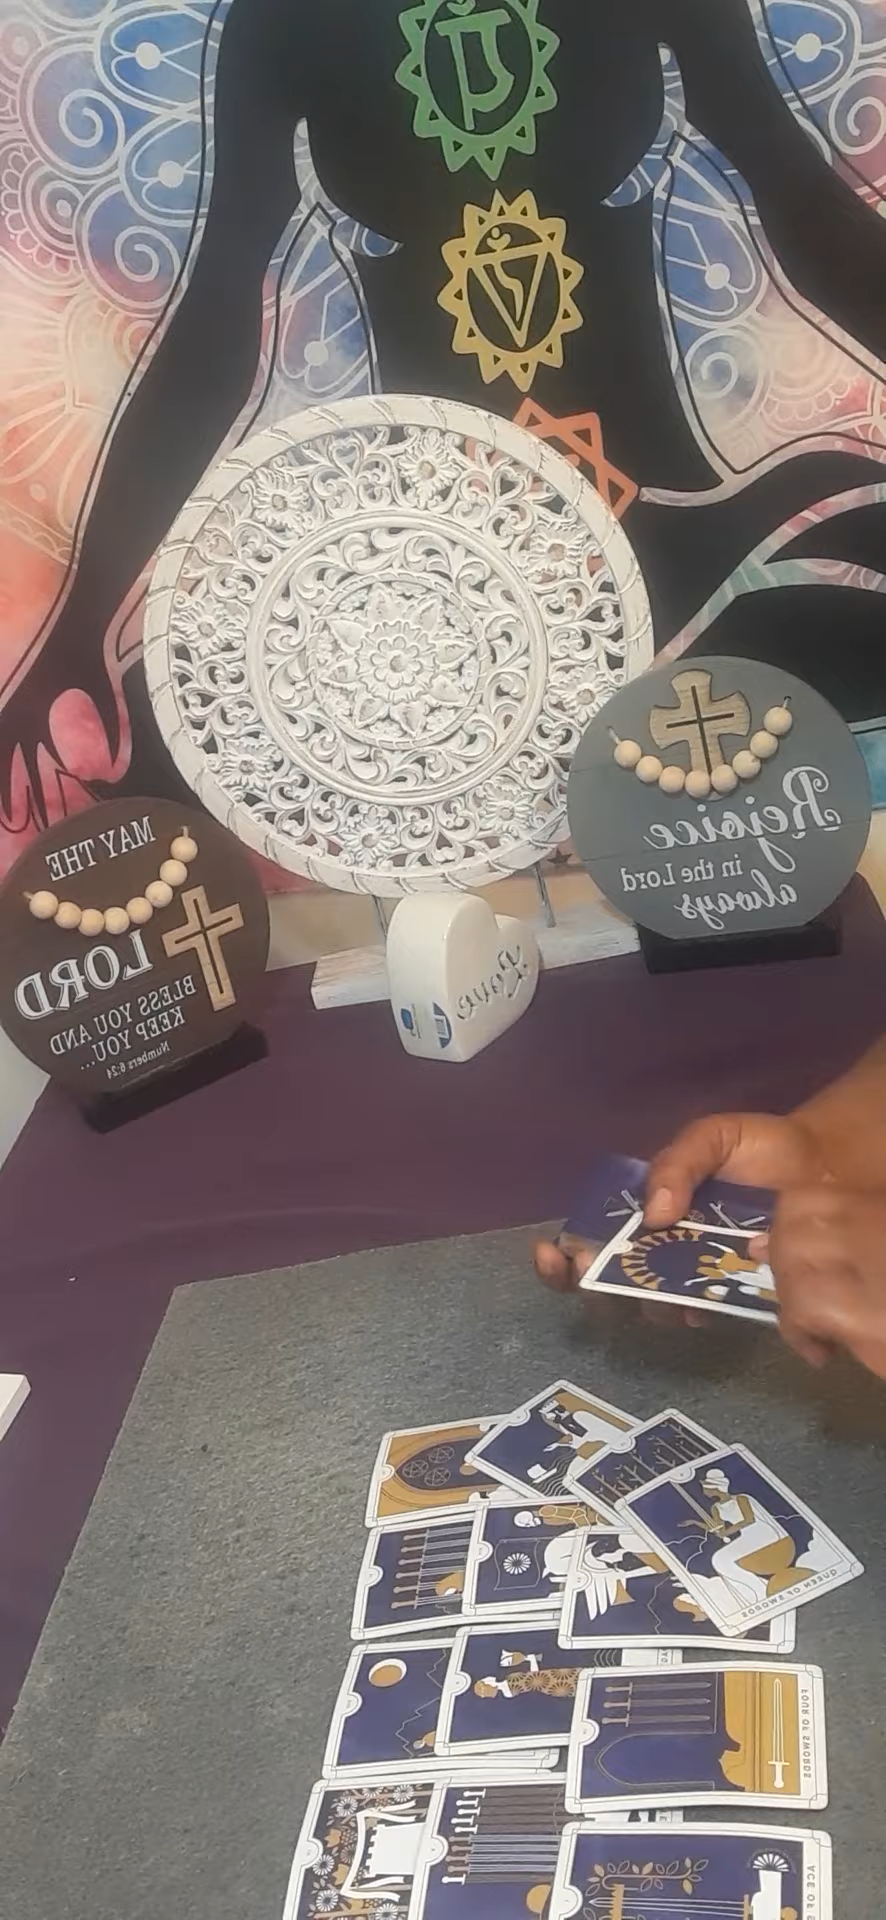 MAY THE
LORD
BLESS YOU AND
KEEP YOU...
Numbers 6:24
Rejoice
in the Lord
always
Love
QUEEN OF SWORDS
FOUR OF SWORDS
ACE OF